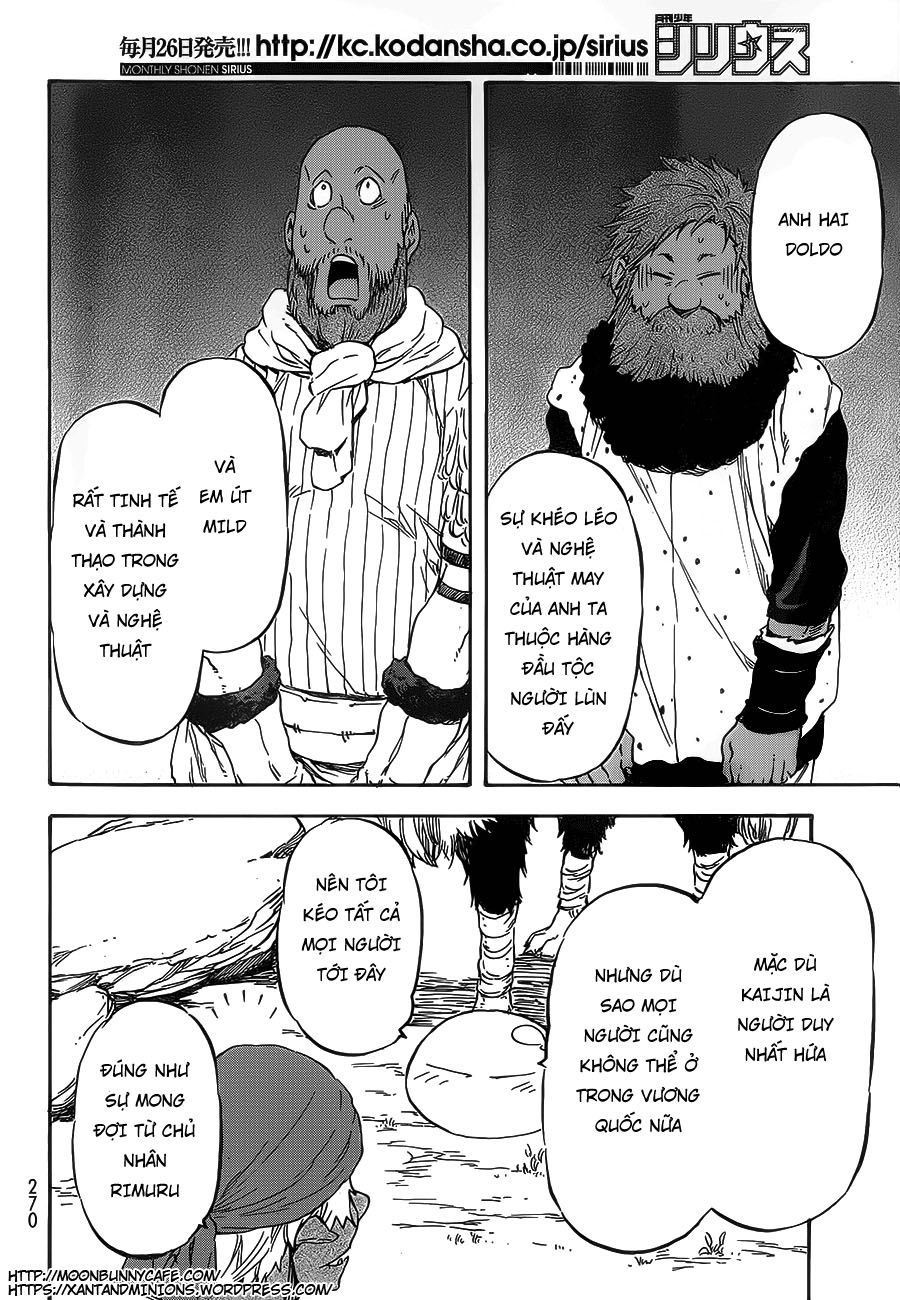 毎月26日発売!!! http://kc.kodansha.co.jp/sirius
MONTHLY SHONEN SIRIUS
月刊少年
シリウス
ANH HAI
DOLDO
SỰ KHÉO LÉO
VÀ NGHỆ
THUẬT MAY
CỦA ANH TA
THUỘC HÀNG
ĐẦU TỘC
NGƯỜI LÙN
ĐẤY
VÀ
EM ÚT
MILD
RẤT TINH TẾ
VÀ THÀNH
THẠO TRONG
XÂY DỰNG
VÀ NGHỆ
THUẬT
MẶC DÙ
KAIJIN LÀ
NGƯỜI DUY
NHẤT HỨA
NHƯNG DÙ
SAO MỌI
NGƯỜI CŨNG
KHÔNG THỂ Ở
TRONG VƯƠNG
QUỐC NỮA
NÊN TÔI
KÉO TẤT CẢ
MỌI NGƯỜI
TỚI ĐÂY
ĐÚNG NHƯ
SỰ MONG
ĐỢI TỪ CHỦ
NHÂN
RIMURU
270
HTTP://MOONBUNNYCAFE.COM/
HTTPS://XANTANDMINIONS.WORDPRESS.COM/